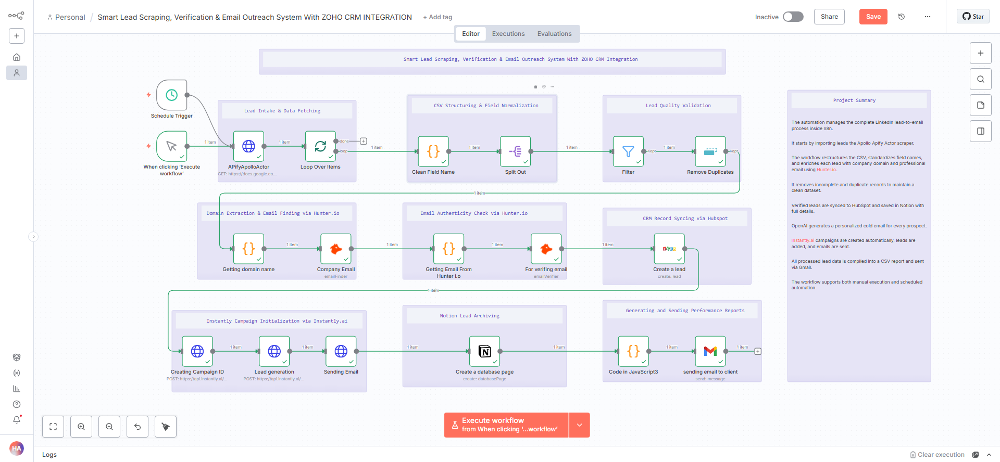 Personal / Smart Lead Scraping, Verification & Email Outreach System With ZOHO CRM INTEGRATION + Add tag
Inactive
Share
Save
Star
Editor Executions Evaluations
Smart Lead Scraping, Verification & Email Outreach System With ZOHO CRM Integration
Schedule Trigger
When clicking ‘Execute
workflow’
1 item
Lead Intake & Data Fetching
APifyApolloActor
GET: https://docs.google.co...
1 item
Loop Over Items
done
loop
1 item
CSV Structuring & Field Normalization
Clean Field Name
1 item
Split Out
1 item
Lead Quality Validation
Filter
Kept
1 item
Remove Duplicates
Kept
1 item
Domain Extraction & Email Finding via Hunter.io
Getting domain name
1 item
Company Email
emailFinder
1 item
Email Authenticity Check via Hunter.io
Getting Email From
Hunter i.o
1 item
For verifing email
emailVerifier
1 item
CRM Record Syncing via Hubspot
ZOHO
Create a lead
create: lead
1 item
Instantly Campaign Initialization via Instantly.ai
Creating Campaign ID
POST: https://api.instantly.ai/...
1 item
Lead generation
POST: https://api.instantly.ai/...
1 item
Sending Email
1 item
Notion Lead Archiving
Create a database page
create: databasePage
1 item
Generating and Sending Performance Reports
Code in JavaScript3
1 item
sending email to client
send: message
1 item
Project Summary
The automation manages the complete LinkedIn lead-to-email
process inside n8n.
It starts by importing leads the Apollo Apify Actor scraper.
The workflow restructures the CSV, standardizes field names,
and enriches each lead with company domain and professional
email using Hunter.io.
It removes incomplete and duplicate records to maintain a
clean dataset.
Verified leads are synced to HubSpot and saved in Notion with
full details.
OpenAI generates a personalized cold email for every prospect.
Instantly.ai campaigns are created automatically, leads are
added, and emails are sent.
All processed lead data is compiled into a CSV report and sent
via Gmail.
The workflow supports both manual execution and scheduled
automation.
Execute workflow
from When clicking ‘...workflow’
HA
Logs
Clear execution